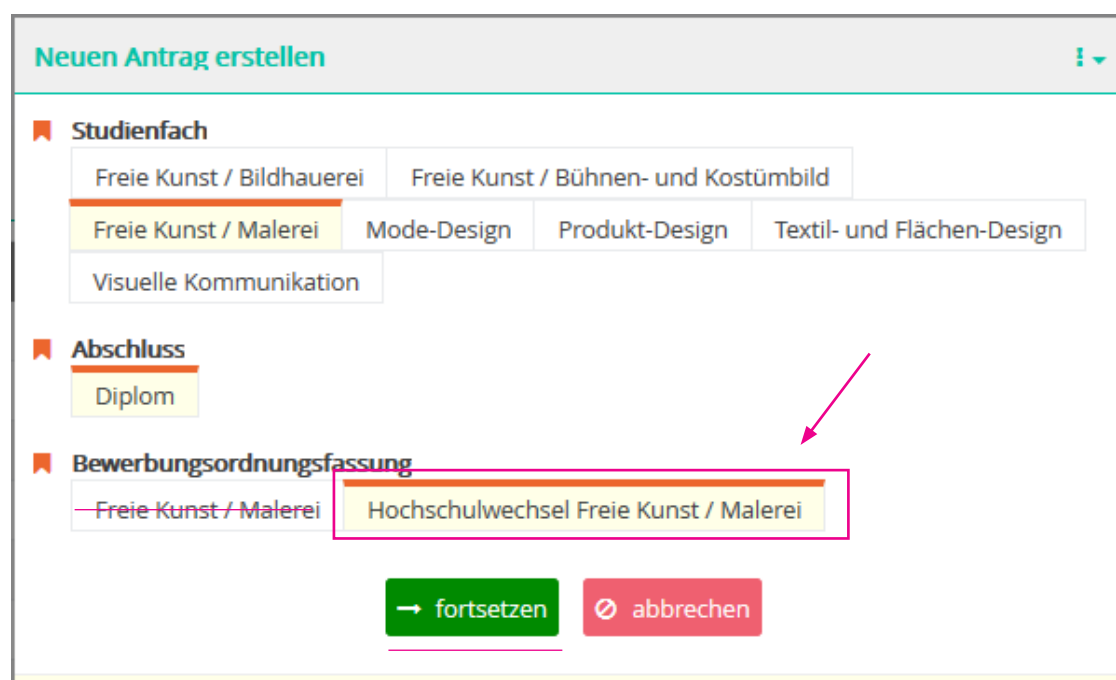 Neuen Antrag erstellen
Studienfach
Freie Kunst / Bildhauerei Freie Kunst / Bühnen- und Kostümbild
Freie Kunst / Malerei Mode-Design Produkt-Design Textil- und Flächen-Design
Visuelle Kommunikation
Abschluss
Diplom
Bewerbungsordnungsfassung
Freie Kunst / Malerei Hochschulwechsel Freie Kunst / Malerei
fortsetzen abbrechen